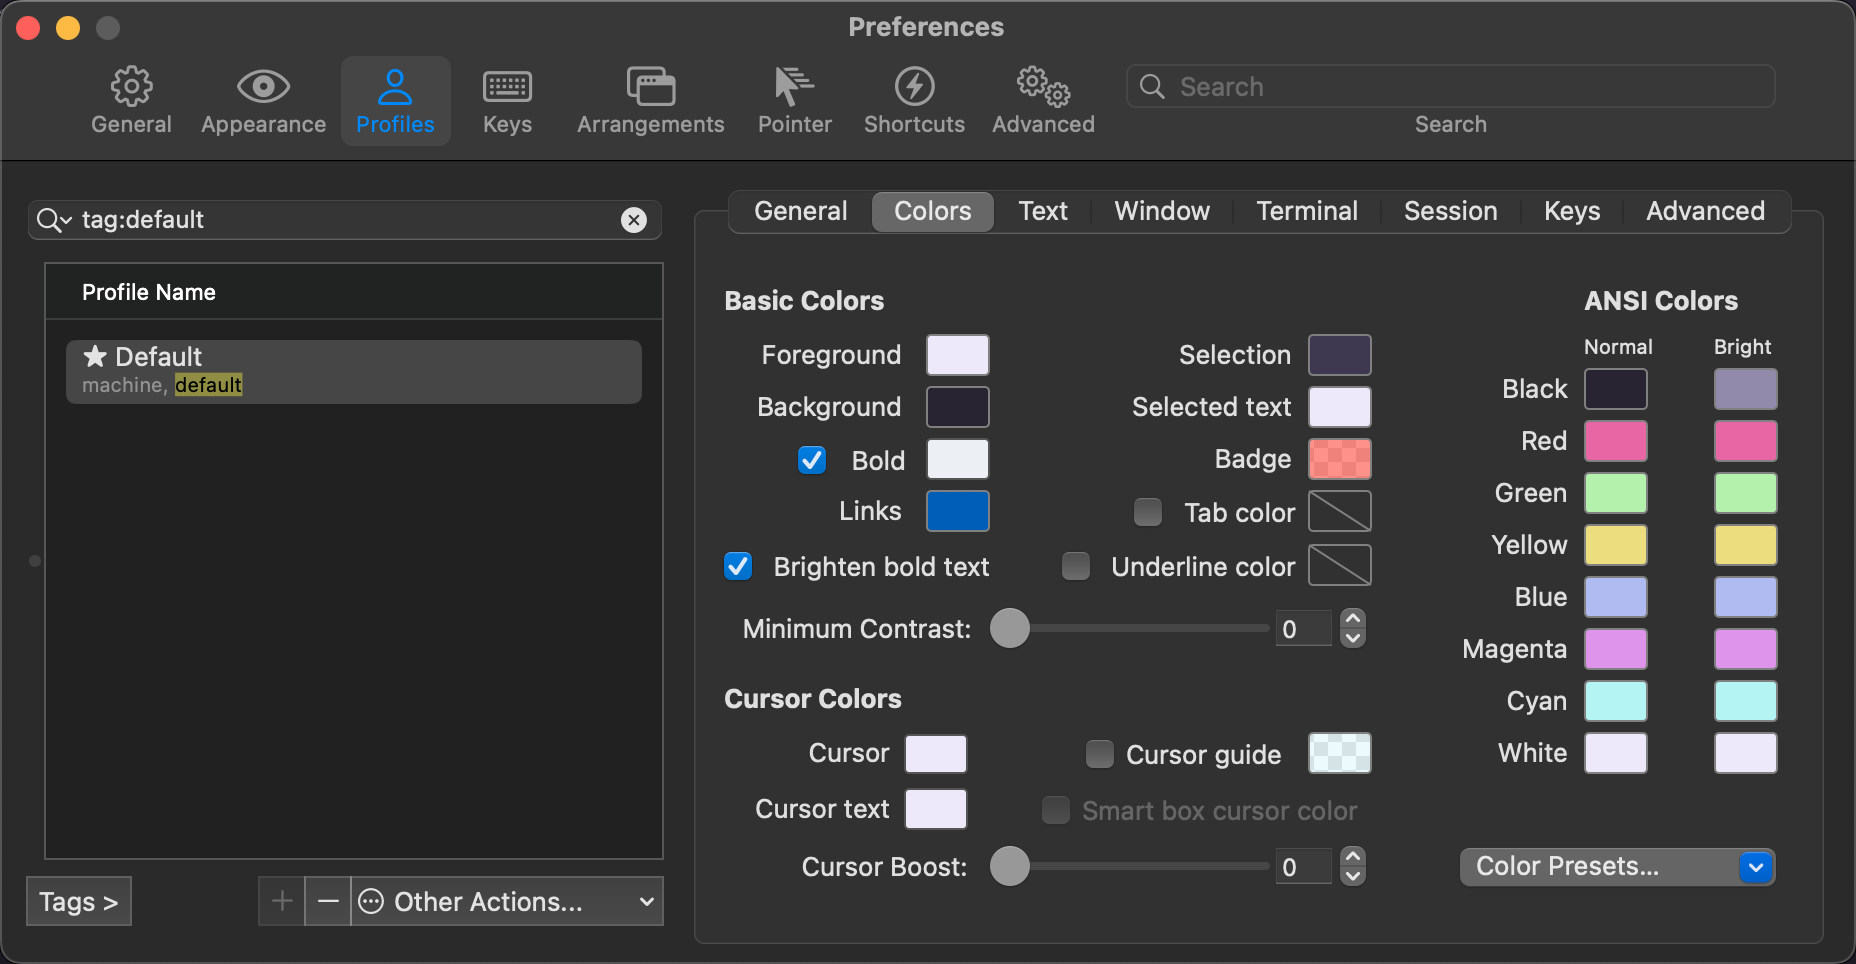 Preferences
General
Appearance
Profiles
Keys
Arrangements
Pointer
Shortcuts
Advanced
Search
Search
tag:default
Profile Name
★ Default
machine, default
Tags >
+
−
Other Actions...
General
Colors
Text
Window
Terminal
Session
Keys
Advanced
Basic Colors
Foreground
Background
Bold
Links
Brighten bold text
Selection
Selected text
Badge
Tab color
Underline color
Minimum Contrast:
0
Cursor Colors
Cursor
Cursor text
Cursor guide
Smart box cursor color
Cursor Boost:
0
ANSI Colors
Normal Bright
Black
Red
Green
Yellow
Blue
Magenta
Cyan
White
Color Presets...